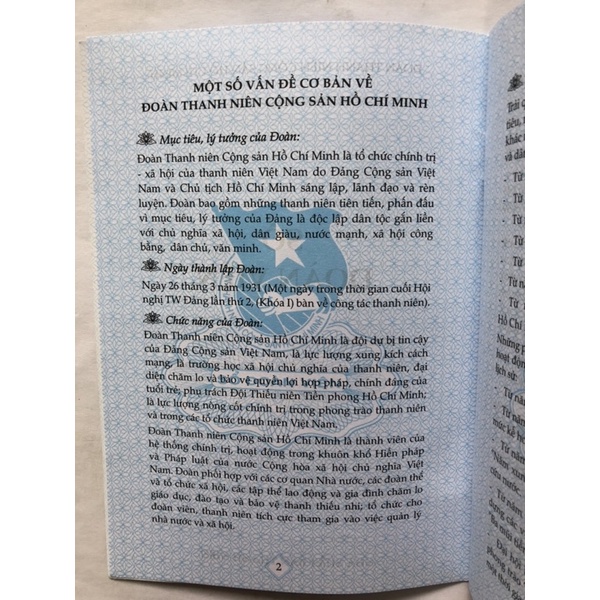 MỘT SỐ VẤN ĐỀ CƠ BẢN VỀ
ĐOÀN THANH NIÊN CỘNG SẢN HỒ CHÍ MINH
Mục tiêu, lý tưởng của Đoàn:
Đoàn Thanh niên Cộng sản Hồ Chí Minh là tổ chức chính trị
- xã hội của thanh niên Việt Nam do Đảng Cộng sản Việt
Nam và Chủ tịch Hồ Chí Minh sáng lập, lãnh đạo và rèn
luyện. Đoàn bao gồm những thanh niên tiên tiến, phấn đấu
vì mục tiêu, lý tưởng của Đảng là độc lập dân tộc gắn liền
với chủ nghĩa xã hội, dân giàu, nước mạnh, xã hội công
bằng, dân chủ, văn minh.
Ngày thành lập Đoàn:
Ngày 26 tháng 3 năm 1931 (Một ngày trong thời gian cuối Hội
nghị TW Đảng lần thứ 2, (Khóa I) bàn về công tác thanh niên).
Chức năng của Đoàn:
Đoàn Thanh niên Cộng sản Hồ Chí Minh là đội dự bị tin cậy
của Đảng Cộng sản Việt Nam, là lực lượng xung kích cách
mạng, là trường học xã hội chủ nghĩa của thanh niên, đại
diện chăm lo và bảo vệ quyền lợi hợp pháp, chính đáng của
tuổi trẻ; phụ trách Đội Thiếu niên Tiền phong Hồ Chí Minh;
là lực lượng nòng cốt chính trị trong phong trào thanh niên
và trong các tổ chức thanh niên Việt Nam.
Đoàn Thanh niên Cộng sản Hồ Chí Minh là thành viên của
hệ thống chính trị, hoạt động trong khuôn khổ Hiến pháp
và Pháp luật của nước Cộng hòa xã hội chủ nghĩa Việt
Nam. Đoàn phối hợp với các cơ quan Nhà nước, các đoàn thể
và tổ chức xã hội, các tập thể lao động và gia đình chăm lo
giáo dục, đào tạo và bảo vệ thanh thiếu nhi; tổ chức cho
đoàn viên, thanh niên tích cực tham gia vào việc quản lý
nhà nước và xã hội.
2